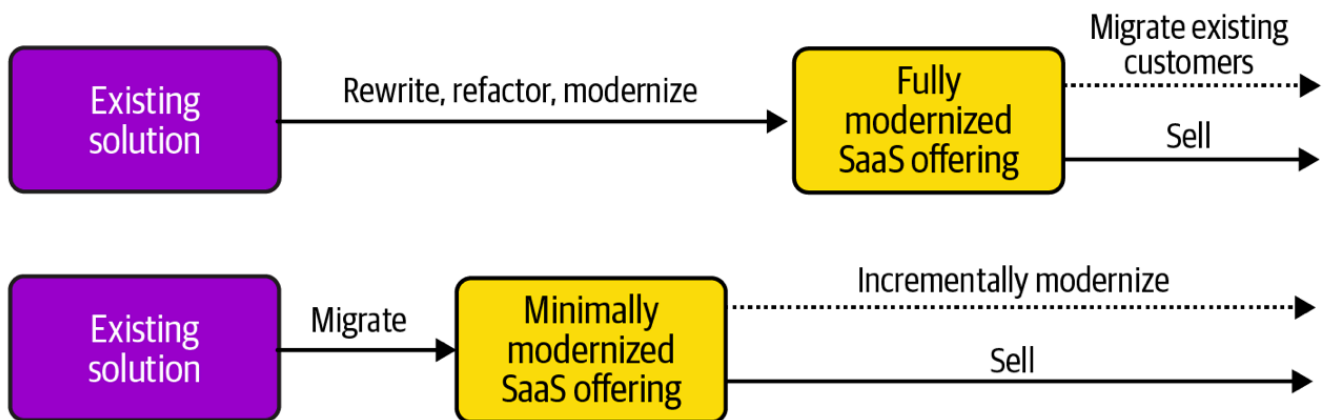 Existing
solution
Rewrite, refactor, modernize
Fully
modernized
SaaS offering
Migrate existing
customers
Sell
Existing
solution
Migrate
Minimally
modernized
SaaS offering
Incrementally modernize
Sell